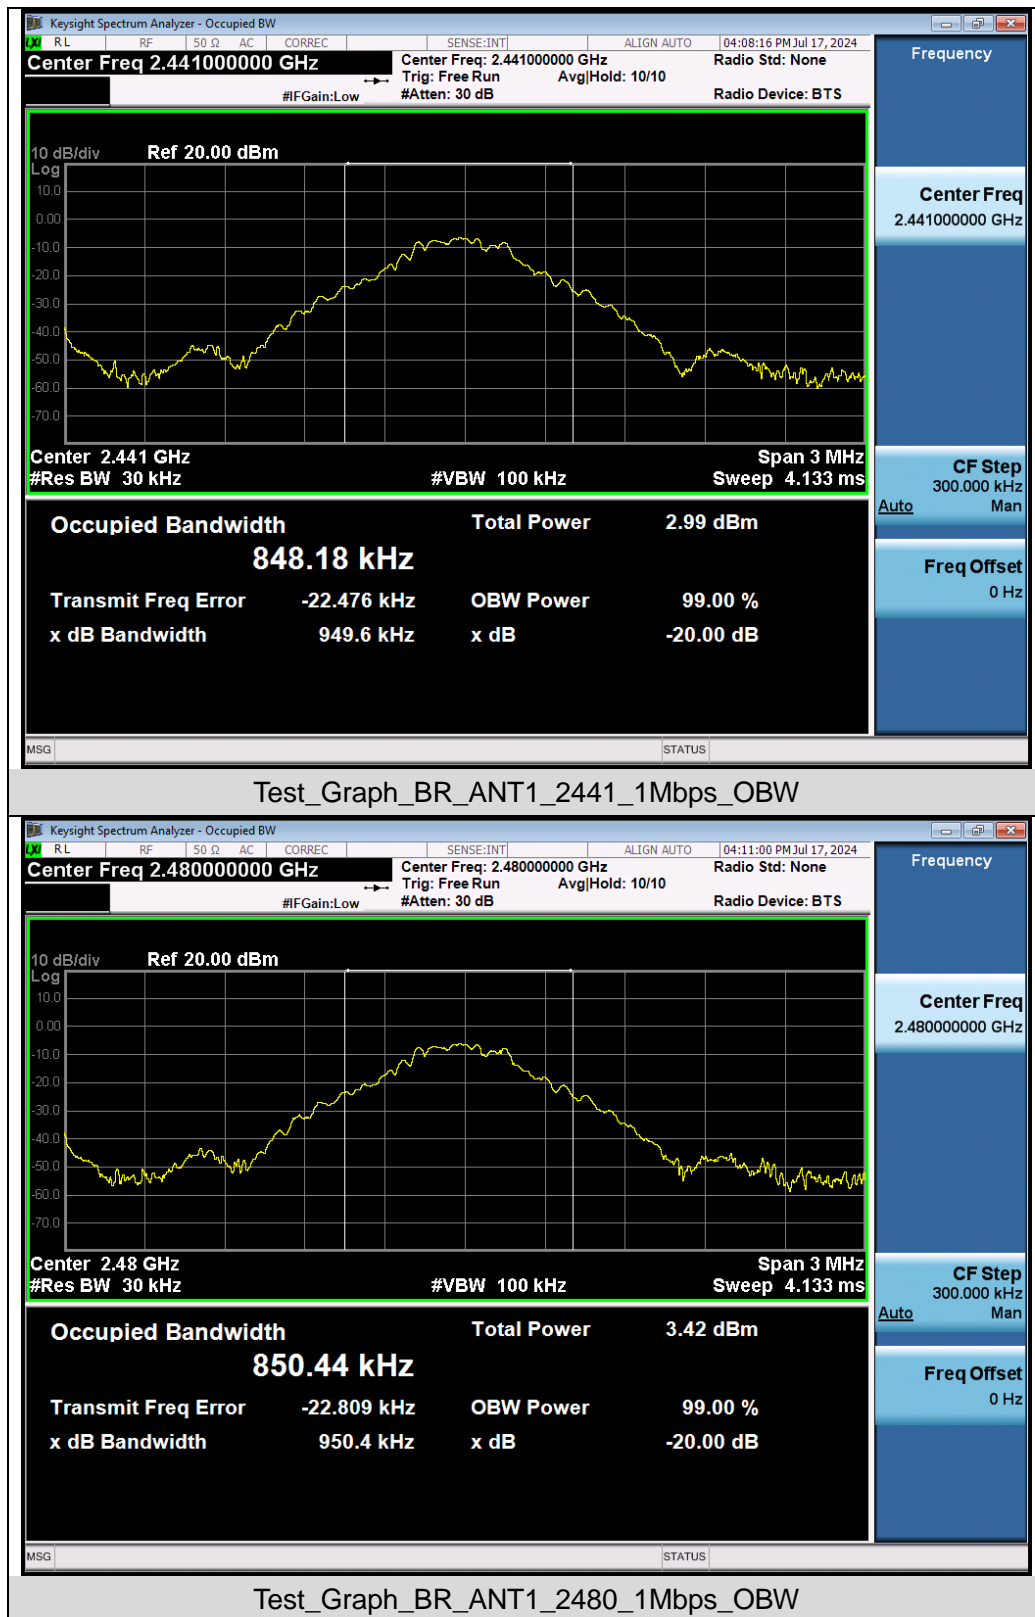 Keysight Spectrum Analyzer - Occupied BW
LXI RL RF 50 Ω AC CORREC SENSE:INT ALIGN AUTO 04:08:16 PM Jul 17, 2024
Center Freq 2.441000000 GHz Center Freq: 2.441000000 GHz Radio Std: None
Trig: Free Run Avg|Hold: 10/10
#IFGain:Low #Atten: 30 dB Radio Device: BTS
Frequency
10 dB/div Ref 20.00 dBm
Log
10.0
0.00
-10.0
-20.0
-30.0
-40.0
-50.0
-60.0
-70.0
Center 2.441 GHz Span 3 MHz
#Res BW 30 kHz #VBW 100 kHz Sweep 4.133 ms
Center Freq
2.441000000 GHz
CF Step
300.000 kHz
Auto Man
Freq Offset
0 Hz
Occupied Bandwidth Total Power 2.99 dBm
848.18 kHz
Transmit Freq Error -22.476 kHz OBW Power 99.00 %
x dB Bandwidth 949.6 kHz x dB -20.00 dB
MSG STATUS
Test_Graph_BR_ANT1_2441_1Mbps_OBW
Keysight Spectrum Analyzer - Occupied BW
LXI RL RF 50 Ω AC CORREC SENSE:INT ALIGN AUTO 04:11:00 PM Jul 17, 2024
Center Freq 2.480000000 GHz Center Freq: 2.480000000 GHz Radio Std: None
Trig: Free Run Avg|Hold: 10/10
#IFGain:Low #Atten: 30 dB Radio Device: BTS
Frequency
10 dB/div Ref 20.00 dBm
Log
10.0
0.00
-10.0
-20.0
-30.0
-40.0
-50.0
-60.0
-70.0
Center 2.48 GHz Span 3 MHz
#Res BW 30 kHz #VBW 100 kHz Sweep 4.133 ms
Center Freq
2.480000000 GHz
CF Step
300.000 kHz
Auto Man
Freq Offset
0 Hz
Occupied Bandwidth Total Power 3.42 dBm
850.44 kHz
Transmit Freq Error -22.809 kHz OBW Power 99.00 %
x dB Bandwidth 950.4 kHz x dB -20.00 dB
MSG STATUS
Test_Graph_BR_ANT1_2480_1Mbps_OBW